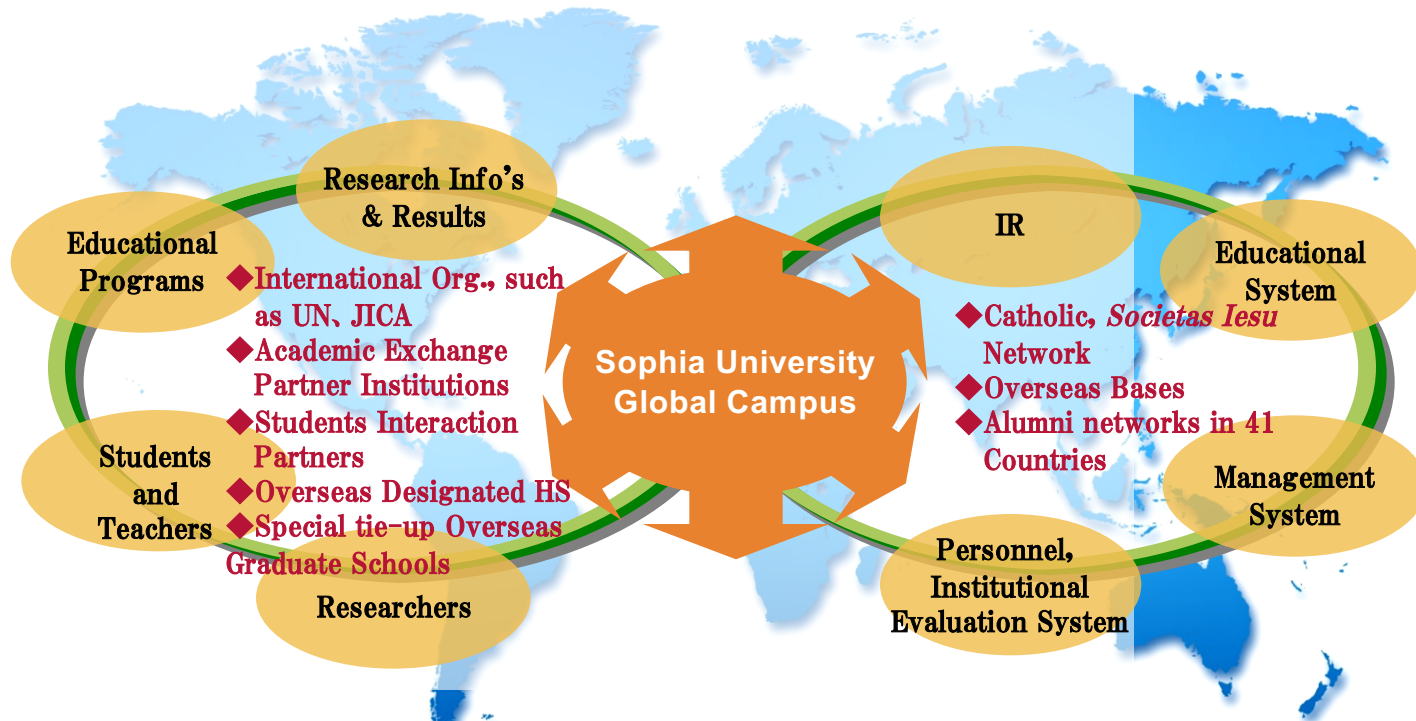 Research Info's
& Results
Educational
Programs
◆International Org., such
as UN、JICA
◆Academic Exchange
Partner Institutions
◆Students Interaction
Partners
◆Overseas Designated HS
◆Special tie-up Overseas
Graduate Schools
Students
and
Teachers
Researchers
Sophia University
Global Campus
IR
Educational
System
◆Catholic, Societas Iesu
Network
◆Overseas Bases
◆Alumni networks in 41
Countries
Management
System
Personnel,
Institutional
Evaluation System